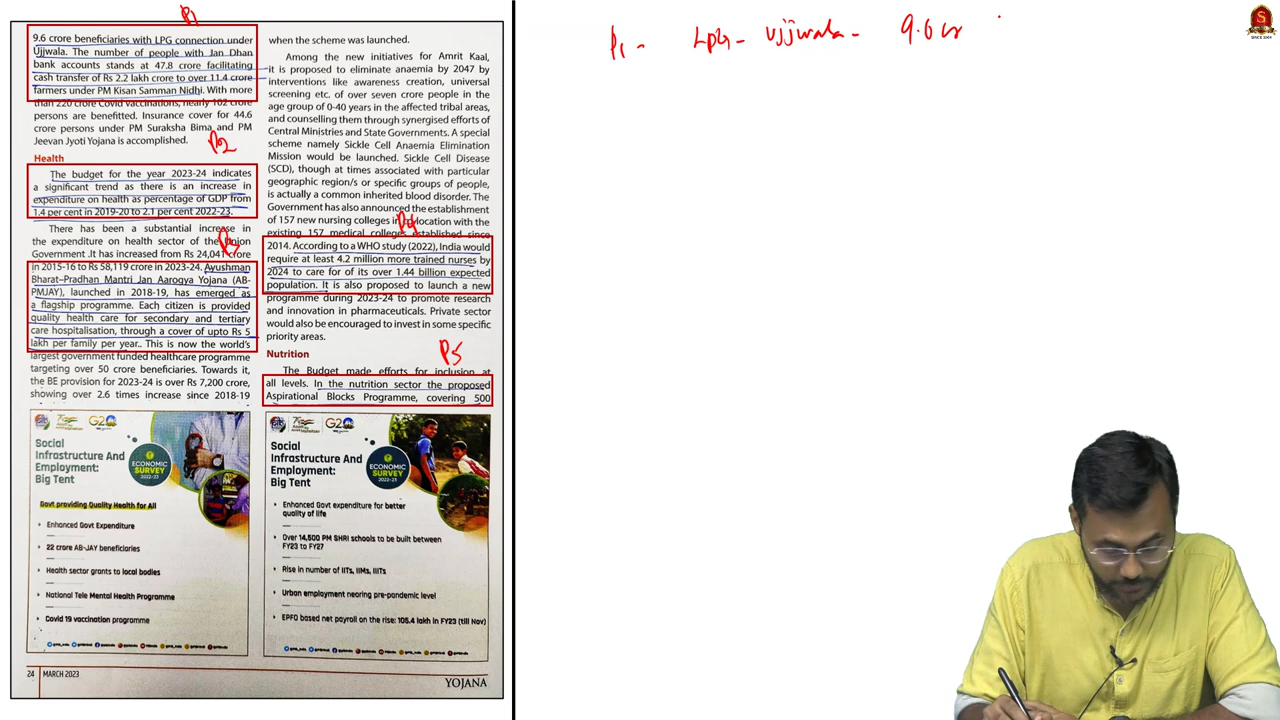 P1
9.6 crore beneficiaries with LPG connection under
Ujjwala. The number of people with Jan Dhan
bank accounts stands at 47.8 crore facilitating
cash transfer of Rs 2.2 lakh crore to over 11.4 crore
farmers under PM Kisan Samman Nidhi. With more
than 220 crore Covid vaccinations, nearly 102 crore
persons are benefitted. Insurance cover for 44.6
crore persons under PM Suraksha Bima and PM
Jeevan Jyoti Yojana is accomplished.
P2
Health
The budget for the year 2023-24 indicates
a significant trend as there is an increase in
expenditure on health as percentage of GDP from
1.4 per cent in 2019-20 to 2.1 per cent 2022-23.
There has been a substantial increase in
the expenditure on health sector of the Union
Government .It has increased from Rs 24,041 crore
P3
in 2015-16 to Rs 58,119 crore in 2023-24. Ayushman
Bharat–Pradhan Mantri Jan Aarogya Yojana (AB-
PMJAY), launched in 2018-19, has emerged as
a flagship programme. Each citizen is provided
quality health care for secondary and tertiary
care hospitalisation, through a cover of upto Rs 5
lakh per family per year.. This is now the world's
largest government funded healthcare programme
targeting over 50 crore beneficiaries. Towards it,
the BE provision for 2023-24 is over Rs 7,200 crore,
showing over 2.6 times increase since 2018-19
when the scheme was launched.
Among the new initiatives for Amrit Kaal,
it is proposed to eliminate anaemia by 2047 by
interventions like awareness creation, universal
screening etc. of over seven crore people in the
age group of 0-40 years in the affected tribal areas,
and counselling them through synergised efforts of
Central Ministries and State Governments. A special
scheme namely Sickle Cell Anaemia Elimination
Mission would be launched. Sickle Cell Disease
(SCD), though at times associated with particular
geographic region/s or specific groups of people,
is actually a common inherited blood disorder. The
Government has also announced the establishment
of 157 new nursing colleges in location with the
P4
existing 157 medical colleges established since
2014. According to a WHO study (2022), India would
require at least 4.2 million more trained nurses by
2024 to care for of its over 1.44 billion expected
population. It is also proposed to launch a new
programme during 2023-24 to promote research
and innovation in pharmaceuticals. Private sector
would also be encouraged to invest in some specific
priority areas.
P5
Nutrition
The Budget made efforts for inclusion at
all levels. In the nutrition sector the proposed
Aspirational Blocks Programme, covering 500
G20
Social
Infrastructure And
Employment:
Big Tent
ECONOMIC
SURVEY
2022-23
Govt providing Quality Health for All
Enhanced Govt Expenditure
22 crore AB-JAY beneficiaries
Health sector grants to local bodies
National Tele Mental Health Programme
Covid 19 vaccination programme
G20
Social
Infrastructure And
Employment:
Big Tent
ECONOMIC
SURVEY
2022-23
Enhanced Govt expenditure for better
quality of life
Over 14,500 PM SHRI schools to be built between
FY23 to FY27
Rise in number of IITs, IIMs, IIITs
Urban employment nearing pre-pandemic level
EPFO based net payroll on the rise: 105.4 lakh in FY23 (till Nov)
24 MARCH 2023
YOJANA
P1 - LPG - Ujjwala - 9.6 cr
S
SINCE 2004